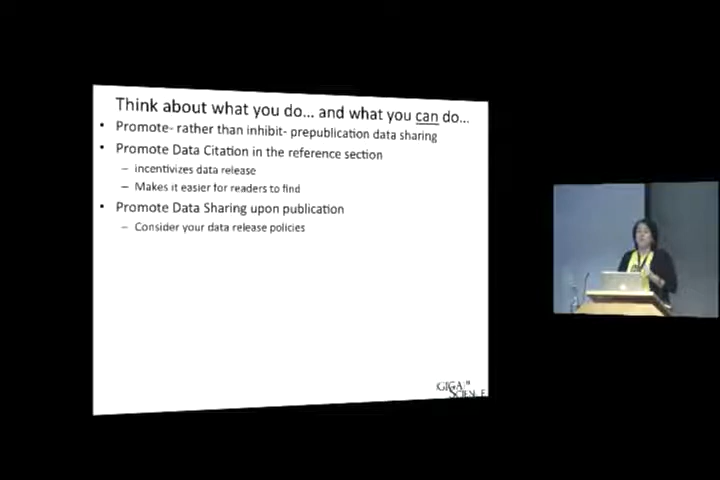 Think about what you do... and what you can do...
• Promote- rather than inhibit- prepublication data sharing
• Promote Data Citation in the reference section
– incentivizes data release
– Makes it easier for readers to find
• Promote Data Sharing upon publication
– Consider your data release policies
GIGA
SCIENCE